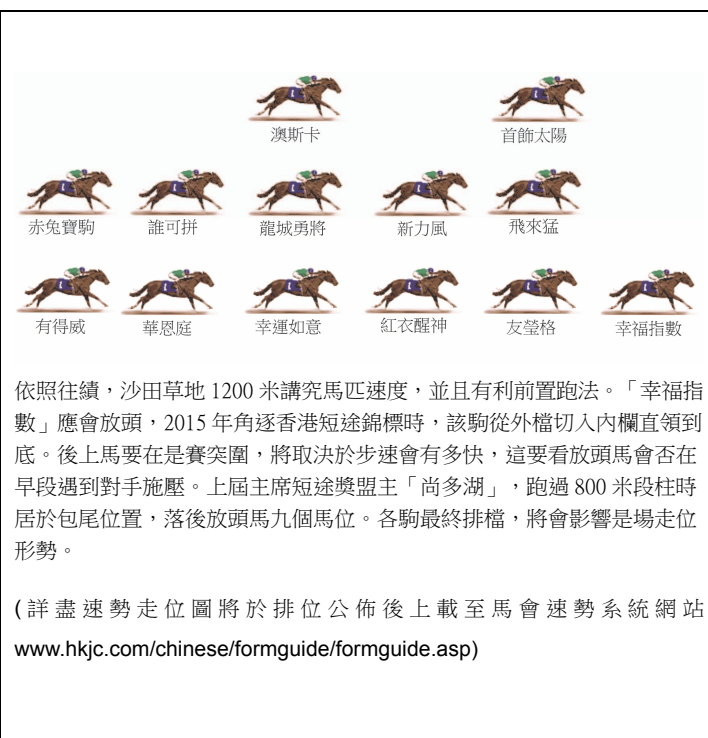 澳斯卡 首飾太陽
赤兔寶駒 誰可拼 龍城勇將 新力風 飛來猛
有得威 華恩庭 幸運如意 紅衣醒神 友瑩格 幸福指數
依照往績，沙田草地 1200 米講究馬匹速度，並且有利前置跑法。「幸福指
數」應會放頭，2015 年角逐香港短途錦標時，該駒從外檔切入內欄直領到
底。後上馬要在是賽突圍，將取決於步速會有多快，這要看放頭馬會否在
早段遇到對手施壓。上屆主席短途獎盟主「尚多湖」，跑過 800 米段柱時
居於包尾位置，落後放頭馬九個馬位。各駒最終排檔，將會影響是場走位
形勢。
(詳盡速勢走位圖將於排位公佈後上載至馬會速勢系統網站
www.hkjc.com/chinese/formguide/formguide.asp)